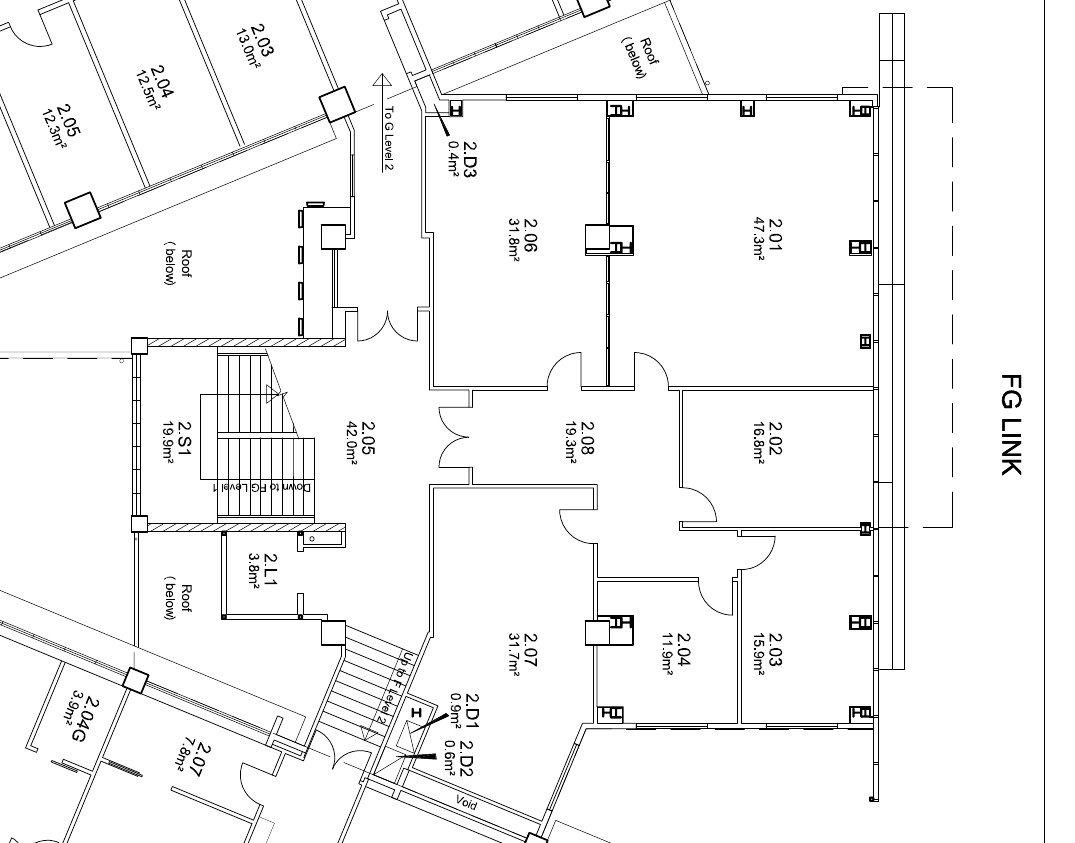 2.03
13.0m²
2.04
12.5m²
2.05
12.3m²
Roof
(below)
To G Level 2
2.D3
0.4m²
2.06
31.8m²
2.01
47.3m²
Roof
(below)
2.S1
19.9m²
Down to FG Level 1
2.05
42.0m²
2.08
19.3m²
2.02
16.8m²
FG LINK
2.L1
3.8m²
Roof
(below)
Up to F Level 2
2.07
31.7m²
2.04
11.9m²
2.03
15.9m²
2.D1
0.9m²
2.D2
0.6m²
Void
2.04G
3.9m²
2.07
7.8m²